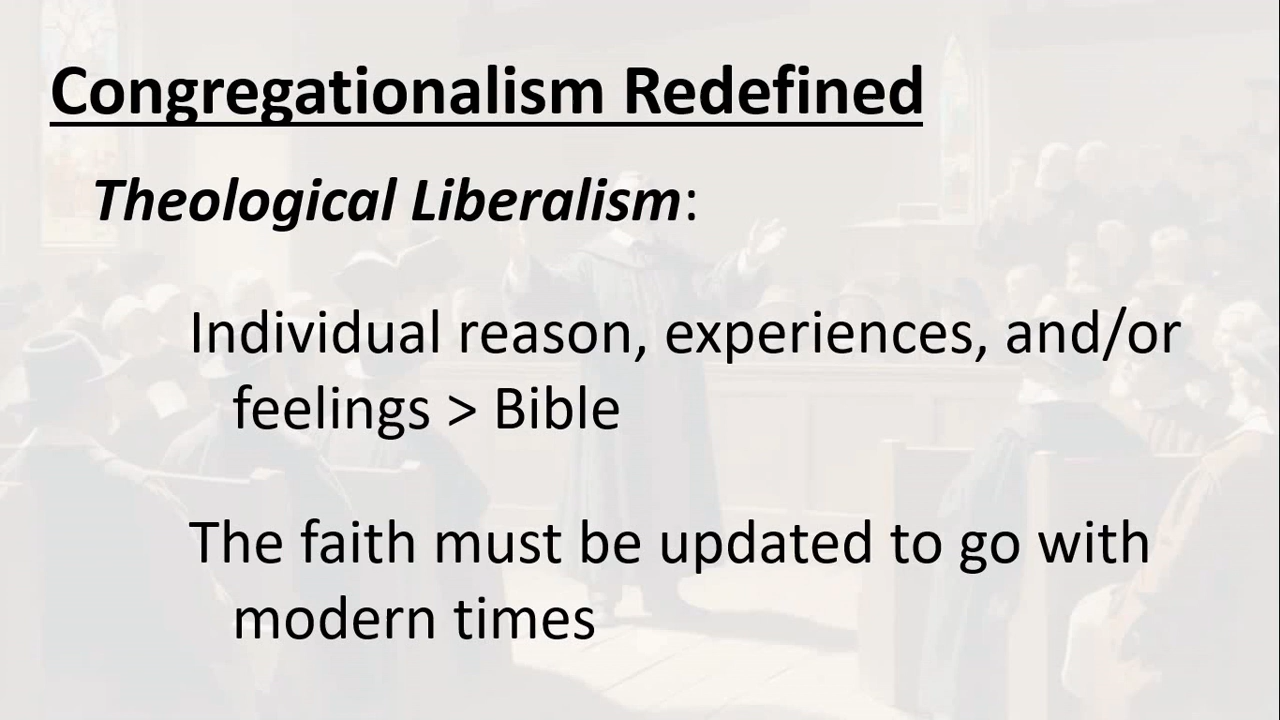 Congregationalism Redefined
Theological Liberalism:
Individual reason, experiences, and/or
feelings > Bible
The faith must be updated to go with
modern times